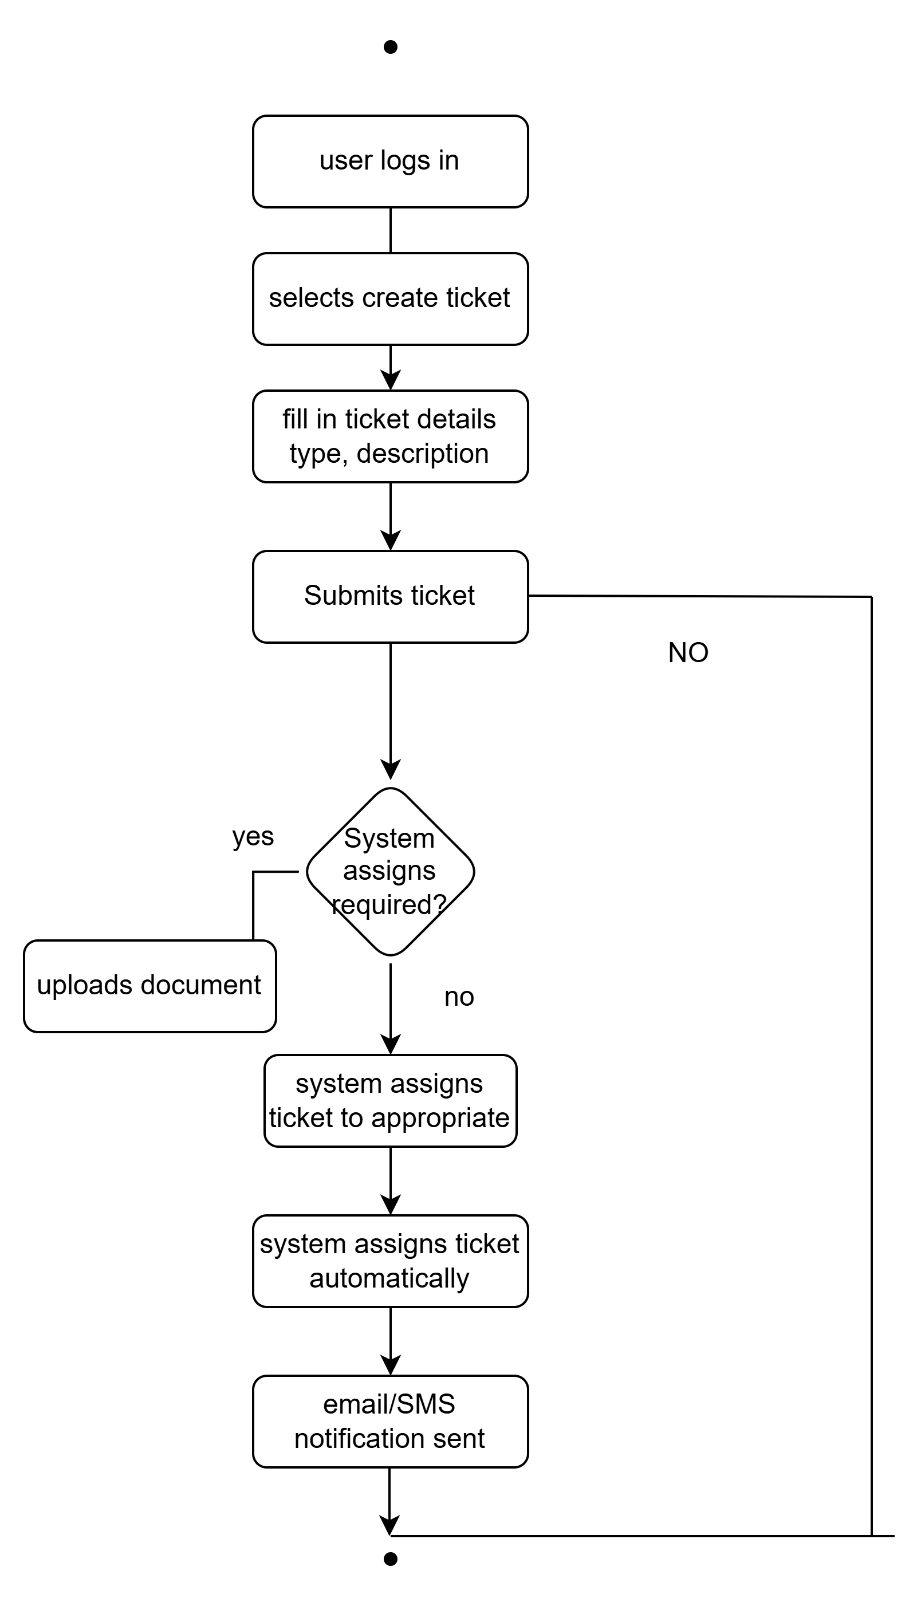 user logs in
selects create ticket
fill in ticket details
type, description
Submits ticket
NO
yes
System
assigns
required?
uploads document
no
system assigns
ticket to appropriate
system assigns ticket
automatically
email/SMS
notification sent